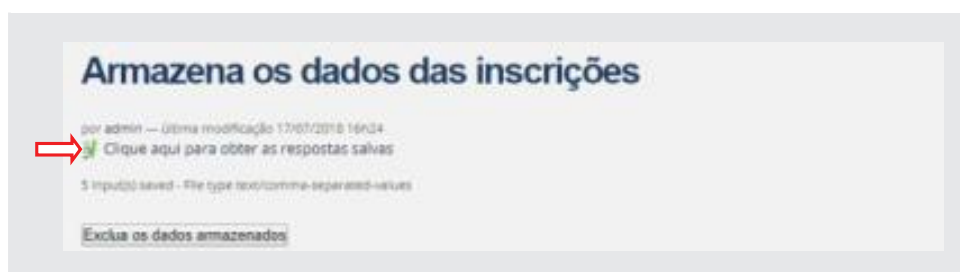 Armazena os dados das inscrições
por admin — última modificação 17/07/2018 16h24
Clique aqui para obter as respostas salvas
5 input(s) saved - File type text/comma-separated-values
Exclua os dados armazenados